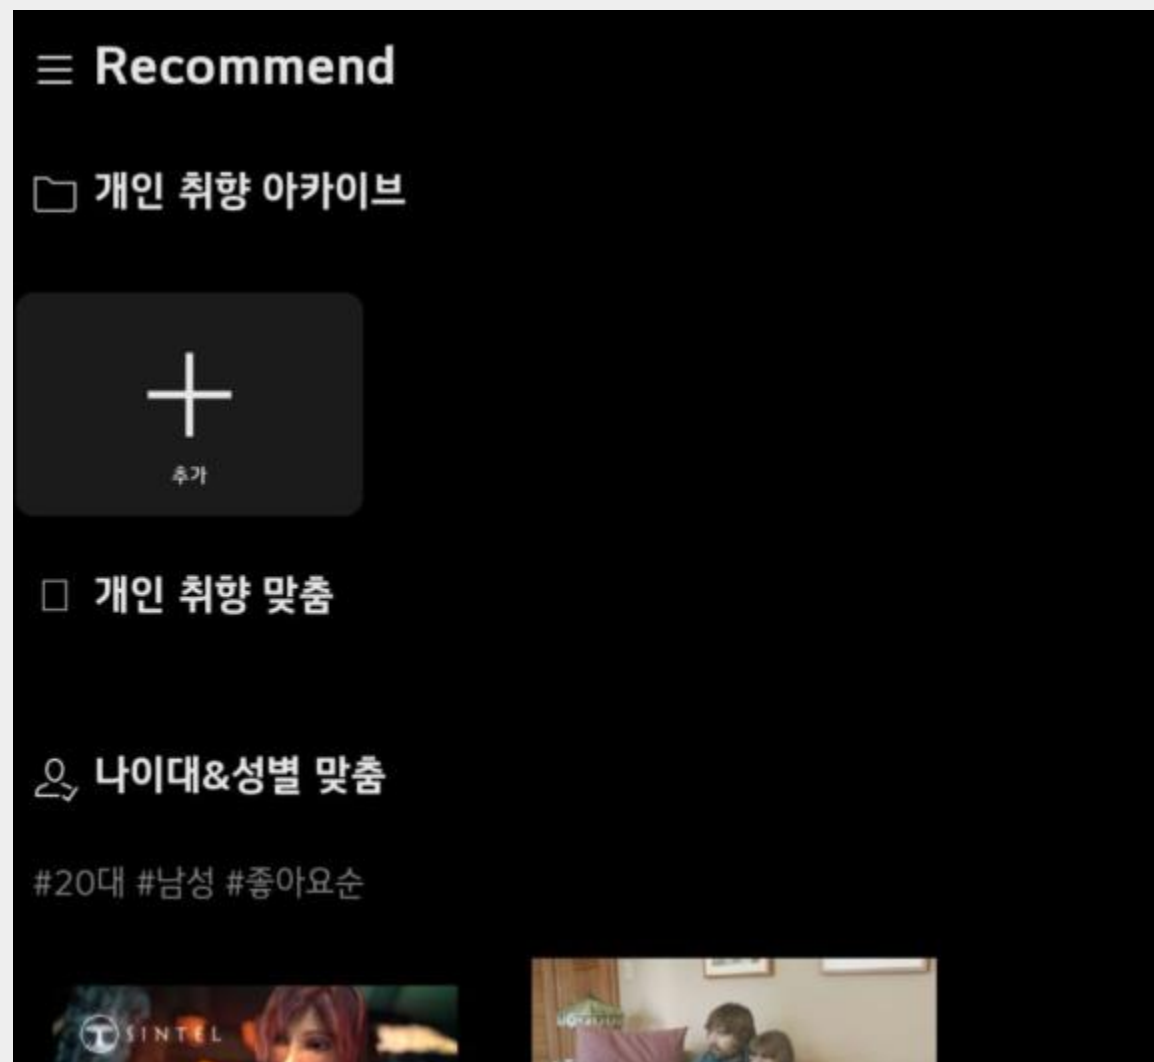 Recommend
개인 취향 아카이브
추가
개인 취향 맞춤
나이대&성별 맞춤
#20대 #남성 #좋아요순
SINTEL